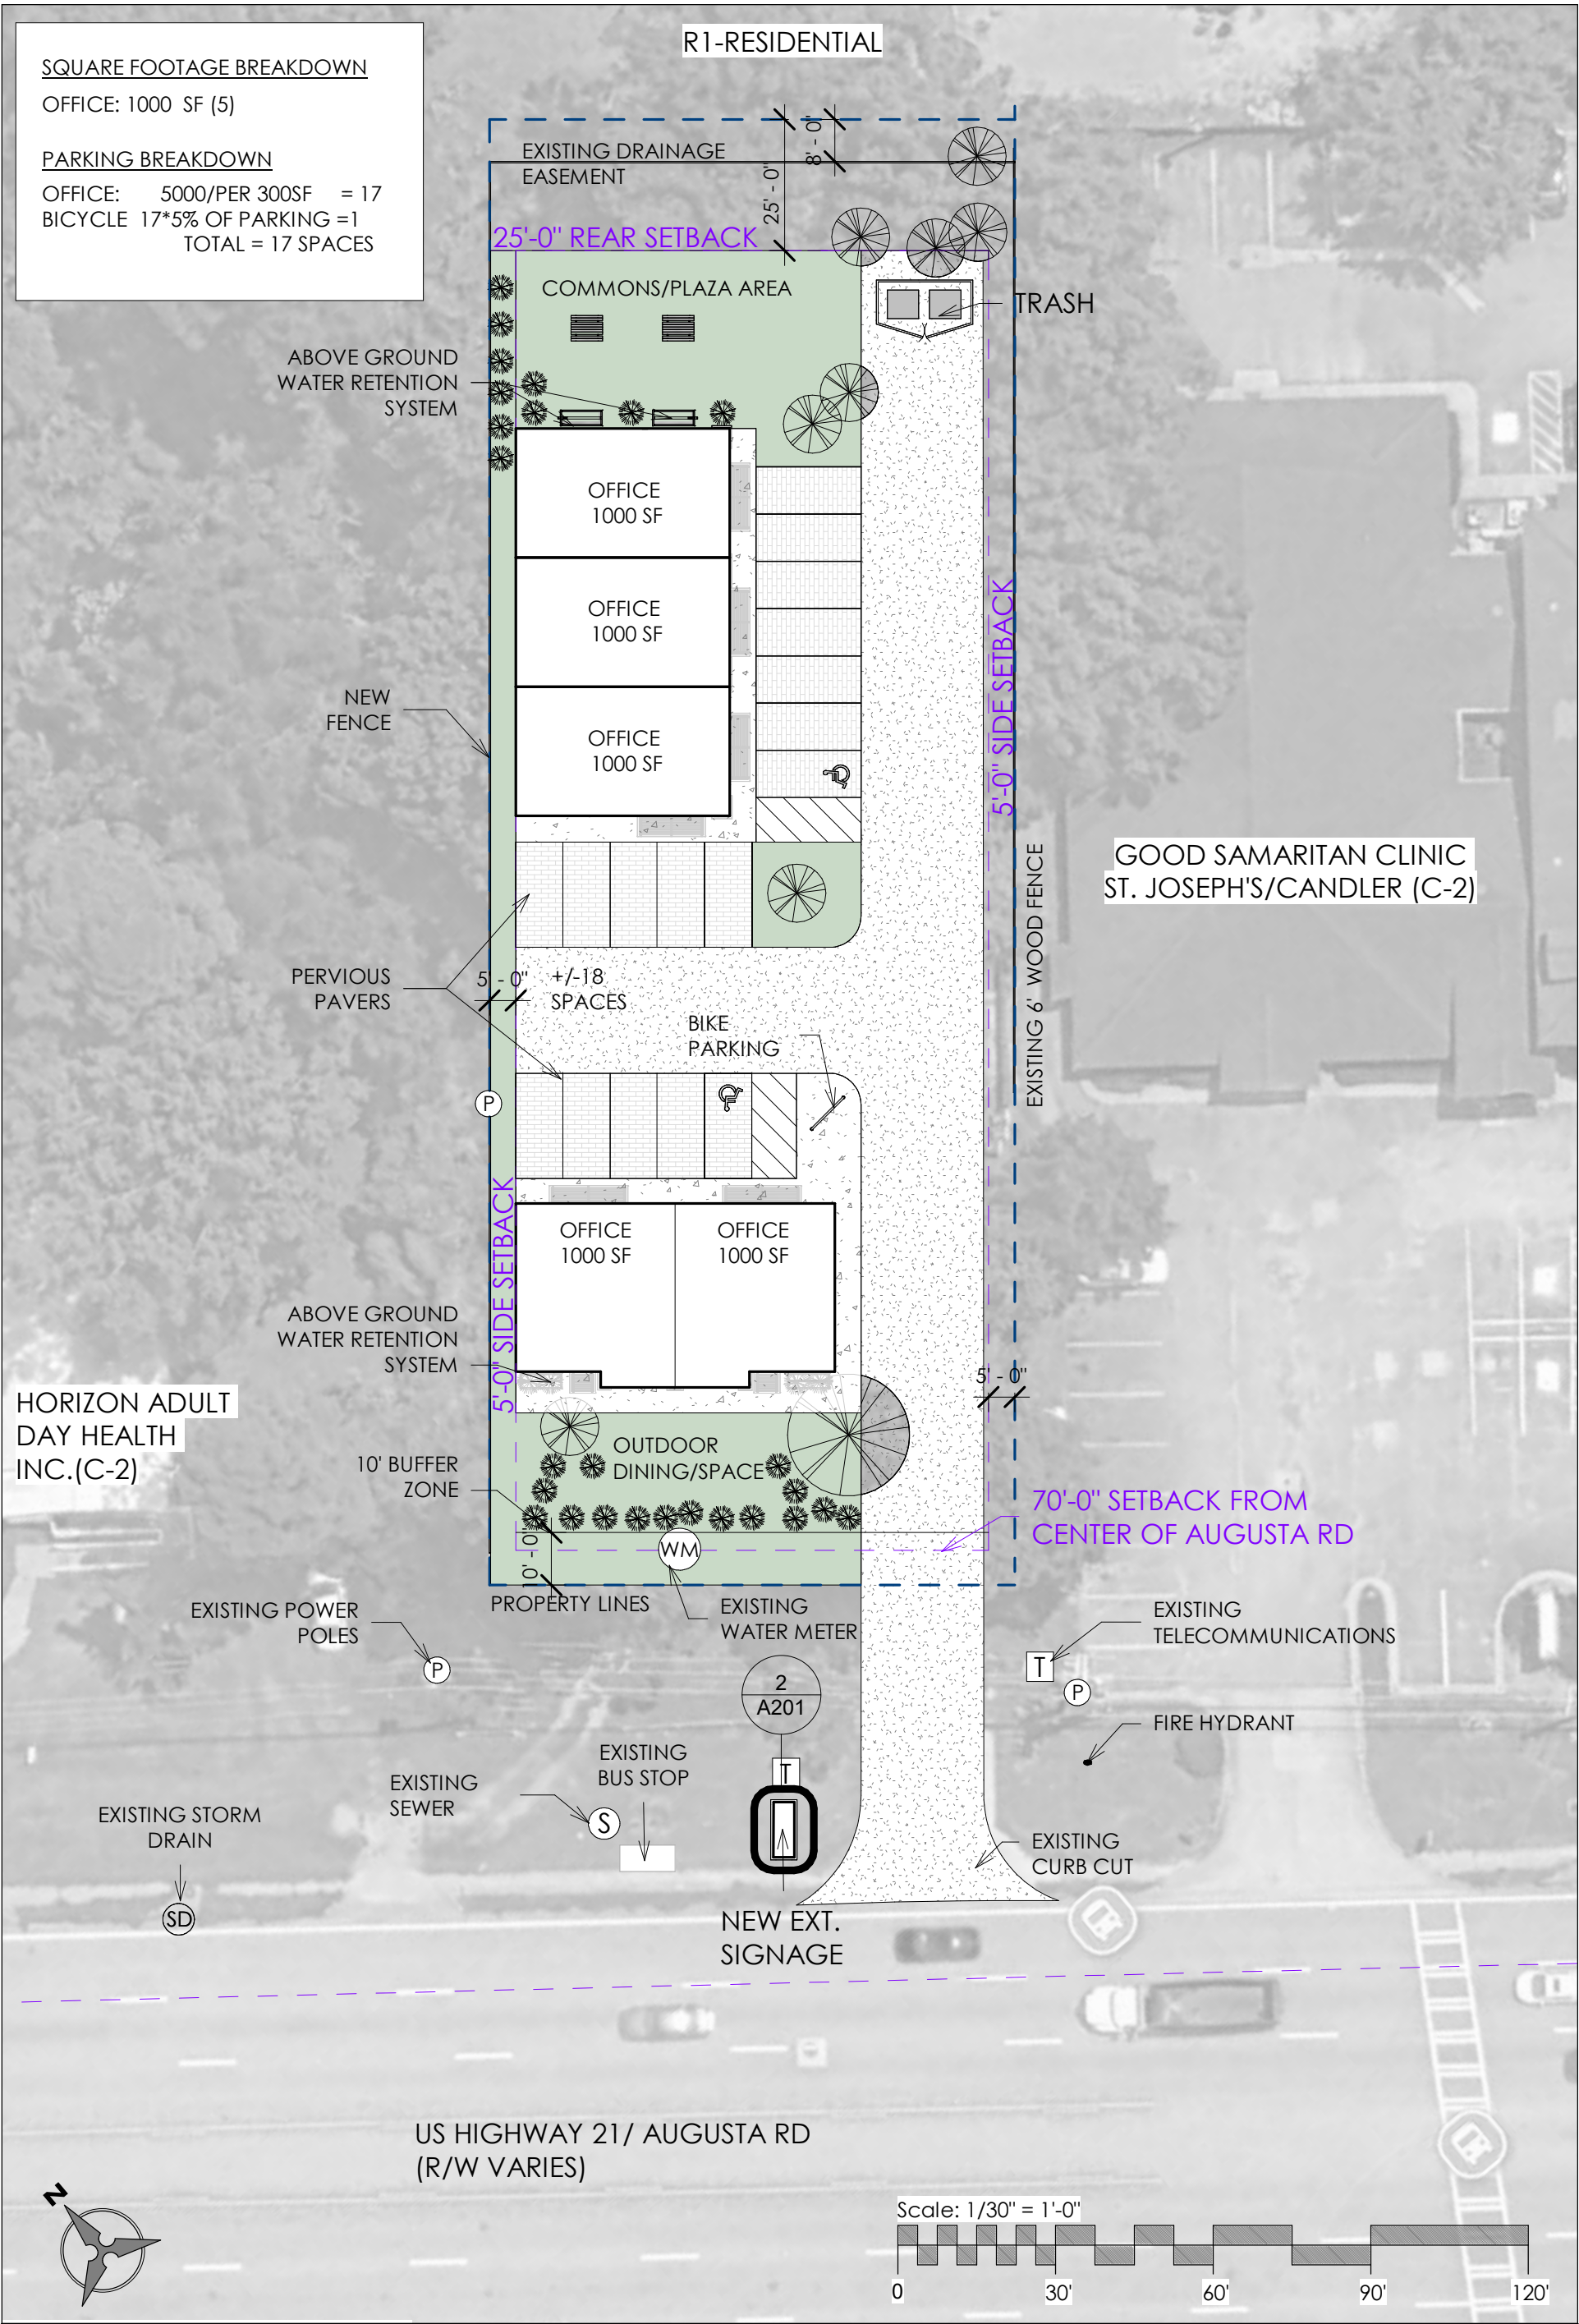 SQUARE FOOTAGE BREAKDOWN
OFFICE: 1000 SF (5)
PARKING BREAKDOWN
OFFICE: 5000/PER 300SF = 17
BICYCLE 17*5% OF PARKING =1
TOTAL = 17 SPACES
R1-RESIDENTIAL
EXISTING DRAINAGE
EASEMENT
8' - 0"
25' - 0"
25'-0" REAR SETBACK
COMMONS/PLAZA AREA
TRASH
ABOVE GROUND
WATER RETENTION
SYSTEM
OFFICE
1000 SF
OFFICE
1000 SF
OFFICE
1000 SF
NEW
FENCE
5'-0" SIDE SETBACK
EXISTING 6' WOOD FENCE
GOOD SAMARITAN CLINIC
ST. JOSEPH'S/CANDLER (C-2)
PERVIOUS
PAVERS
5' - 0"
+/-18
SPACES
BIKE
PARKING
P
5'-0" SIDE SETBACK
OFFICE
1000 SF
OFFICE
1000 SF
ABOVE GROUND
WATER RETENTION
SYSTEM
5' - 0"
HORIZON ADULT
DAY HEALTH
INC.(C-2)
OUTDOOR
DINING/SPACE
10' BUFFER
ZONE
70'-0" SETBACK FROM
CENTER OF AUGUSTA RD
10' - 0"
WM
PROPERTY LINES
EXISTING
WATER METER
EXISTING POWER
POLES
P
EXISTING
TELECOMMUNICATIONS
T
P
2
A201
FIRE HYDRANT
EXISTING
BUS STOP
T
EXISTING
SEWER
S
EXISTING STORM
DRAIN
SD
EXISTING
CURB CUT
NEW EXT.
SIGNAGE
US HIGHWAY 21/ AUGUSTA RD
(R/W VARIES)
N
Scale: 1/30" = 1'-0"
0 30' 60' 90' 120'